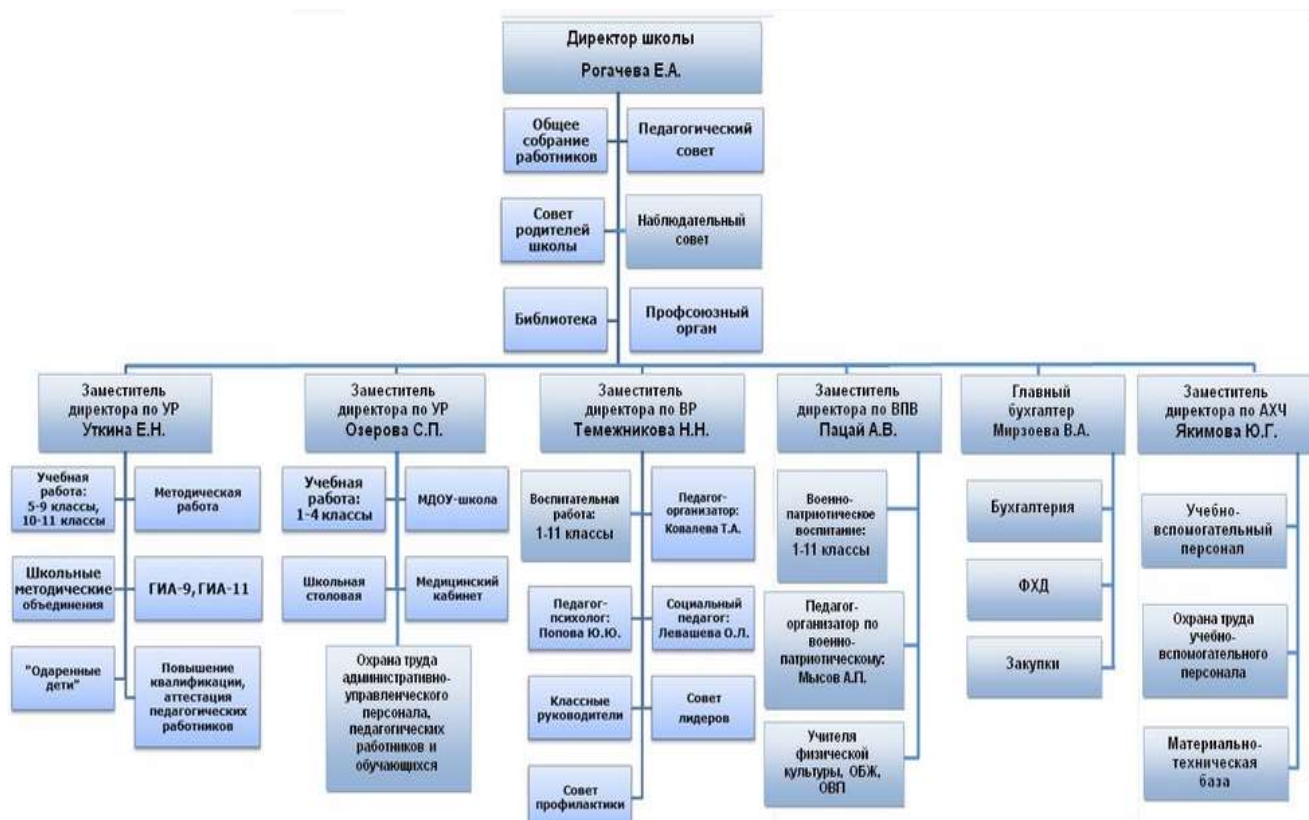 Директор школы
Рогачева Е.А.
Общее
собрание
работников
Педагогический
совет
Совет
родителей
школы
Наблюдательный
совет
Библиотека
Профсоюзный
орган
Заместитель
директора по УР
Уткина Е.Н.
Учебная
работа:
5-9 классы,
10-11 классы
Методическая
работа
Школьные
методические
объединения
ГИА-9, ГИА-11
"Одаренные
дети"
Повышение
квалификации,
аттестация
педагогических
работников
Заместитель
директора по УР
Озерова С.П.
Учебная
работа:
1-4 классы
МДОУ-школа
Школьная
столовая
Медицинский
кабинет
Охрана труда
административно-
управленческого
персонала,
педагогических
работников и
обучающихся
Заместитель
директора по ВР
Темежникова Н.Н.
Воспитательная
работа:
1-11 классы
Педагог-
организатор:
Ковалева Т.А.
Педагог-
психолог:
Попова Ю.Ю.
Социальный
педагог:
Левашева О.Л.
Классные
руководители
Совет
лидеров
Совет
профилактики
Заместитель
директора по ВПВ
Пацай А.В.
Военно-
патриотическое
воспитание:
1-11 классы
Педагог-
организатор по
военно-
патриотическому:
Мысов А.П.
Учителя
физической
культуры, ОБЖ,
ОВП
Главный
бухгалтер
Мирзоева В.А.
Бухгалтерия
ФХД
Закупки
Заместитель
директора по АХЧ
Якимова Ю.Г.
Учебно-
вспомогательный
персонал
Охрана труда
учебно-
вспомогательного
персонала
Материально-
техническая
база